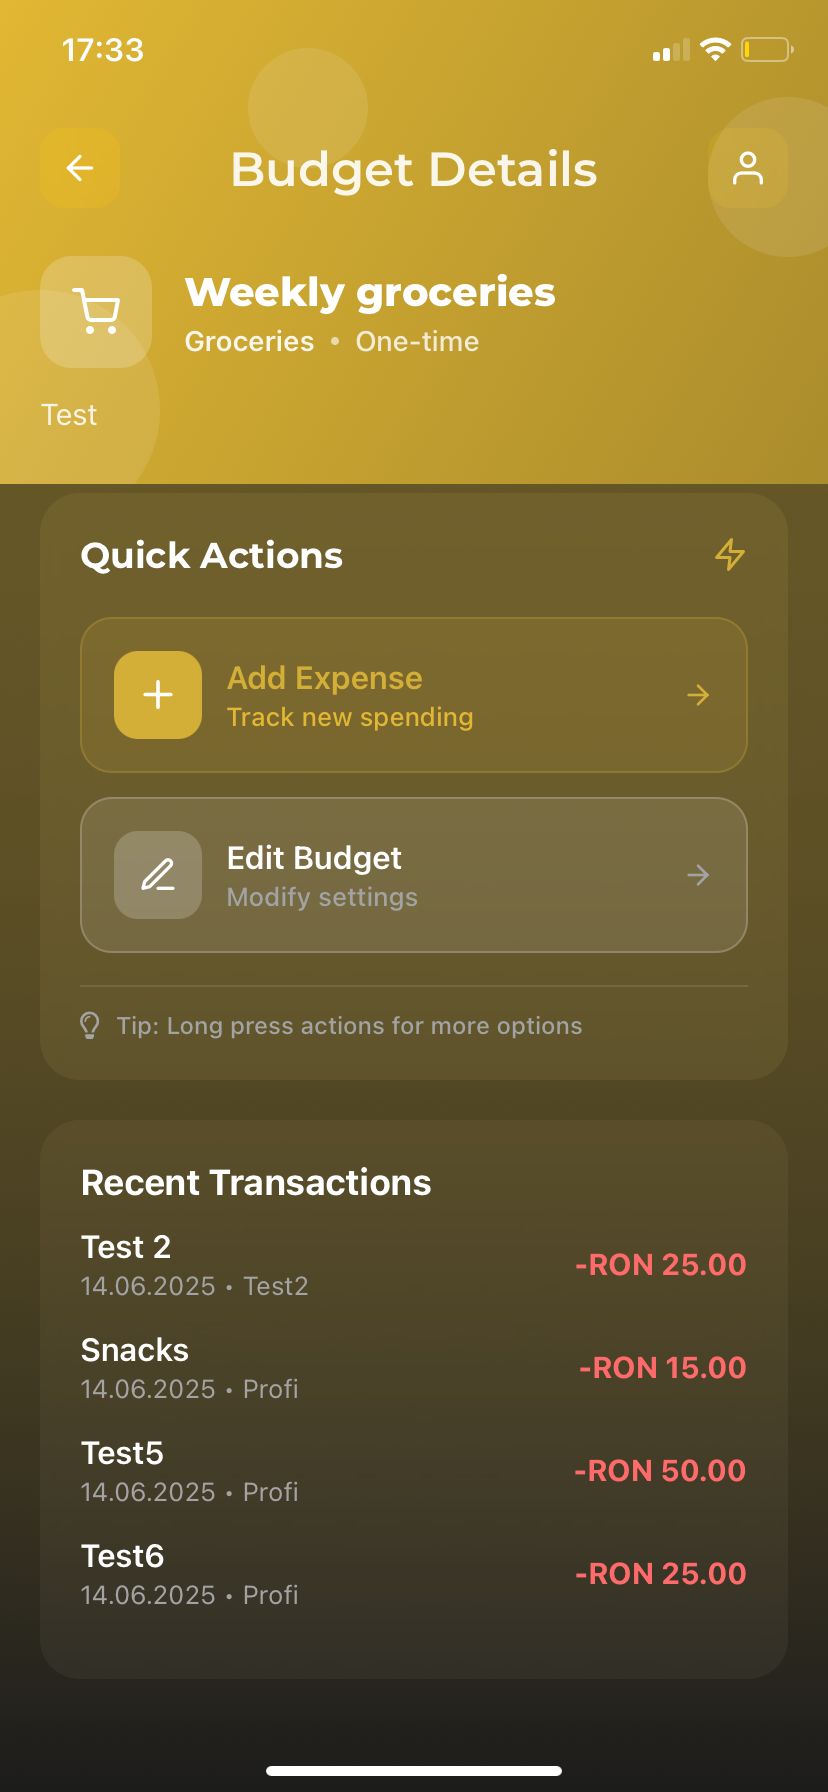 17:33
Budget Details
Weekly groceries
Groceries • One-time
Test
Quick Actions
Add Expense
Track new spending
Edit Budget
Modify settings
Tip: Long press actions for more options
Recent Transactions
Test 2
-RON 25.00
14.06.2025 • Test2
Snacks
-RON 15.00
14.06.2025 • Profi
Test5
-RON 50.00
14.06.2025 • Profi
Test6
-RON 25.00
14.06.2025 • Profi